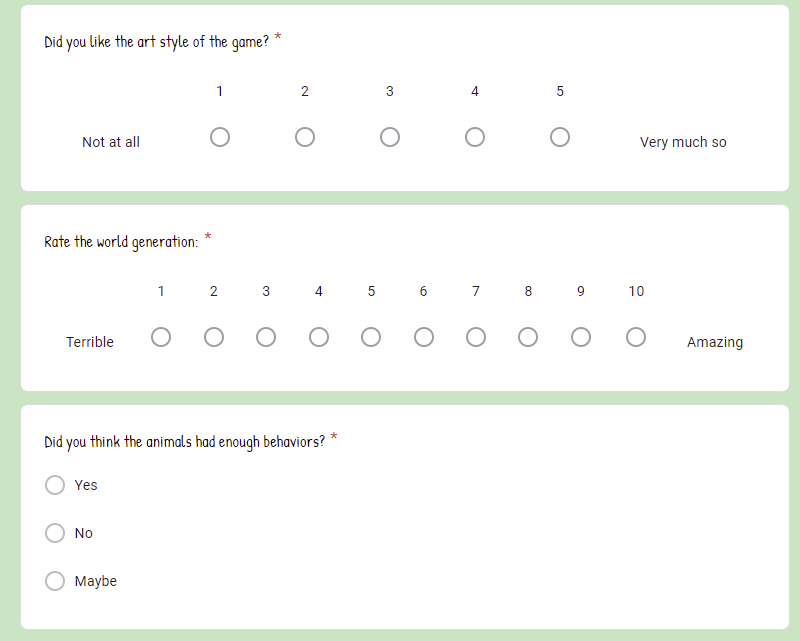 Did you like the art style of the game? *
1 2 3 4 5
Not at all Very much so
Rate the world generation: *
1 2 3 4 5 6 7 8 9 10
Terrible Amazing
Did you think the animals had enough behaviors? *
Yes
No
Maybe